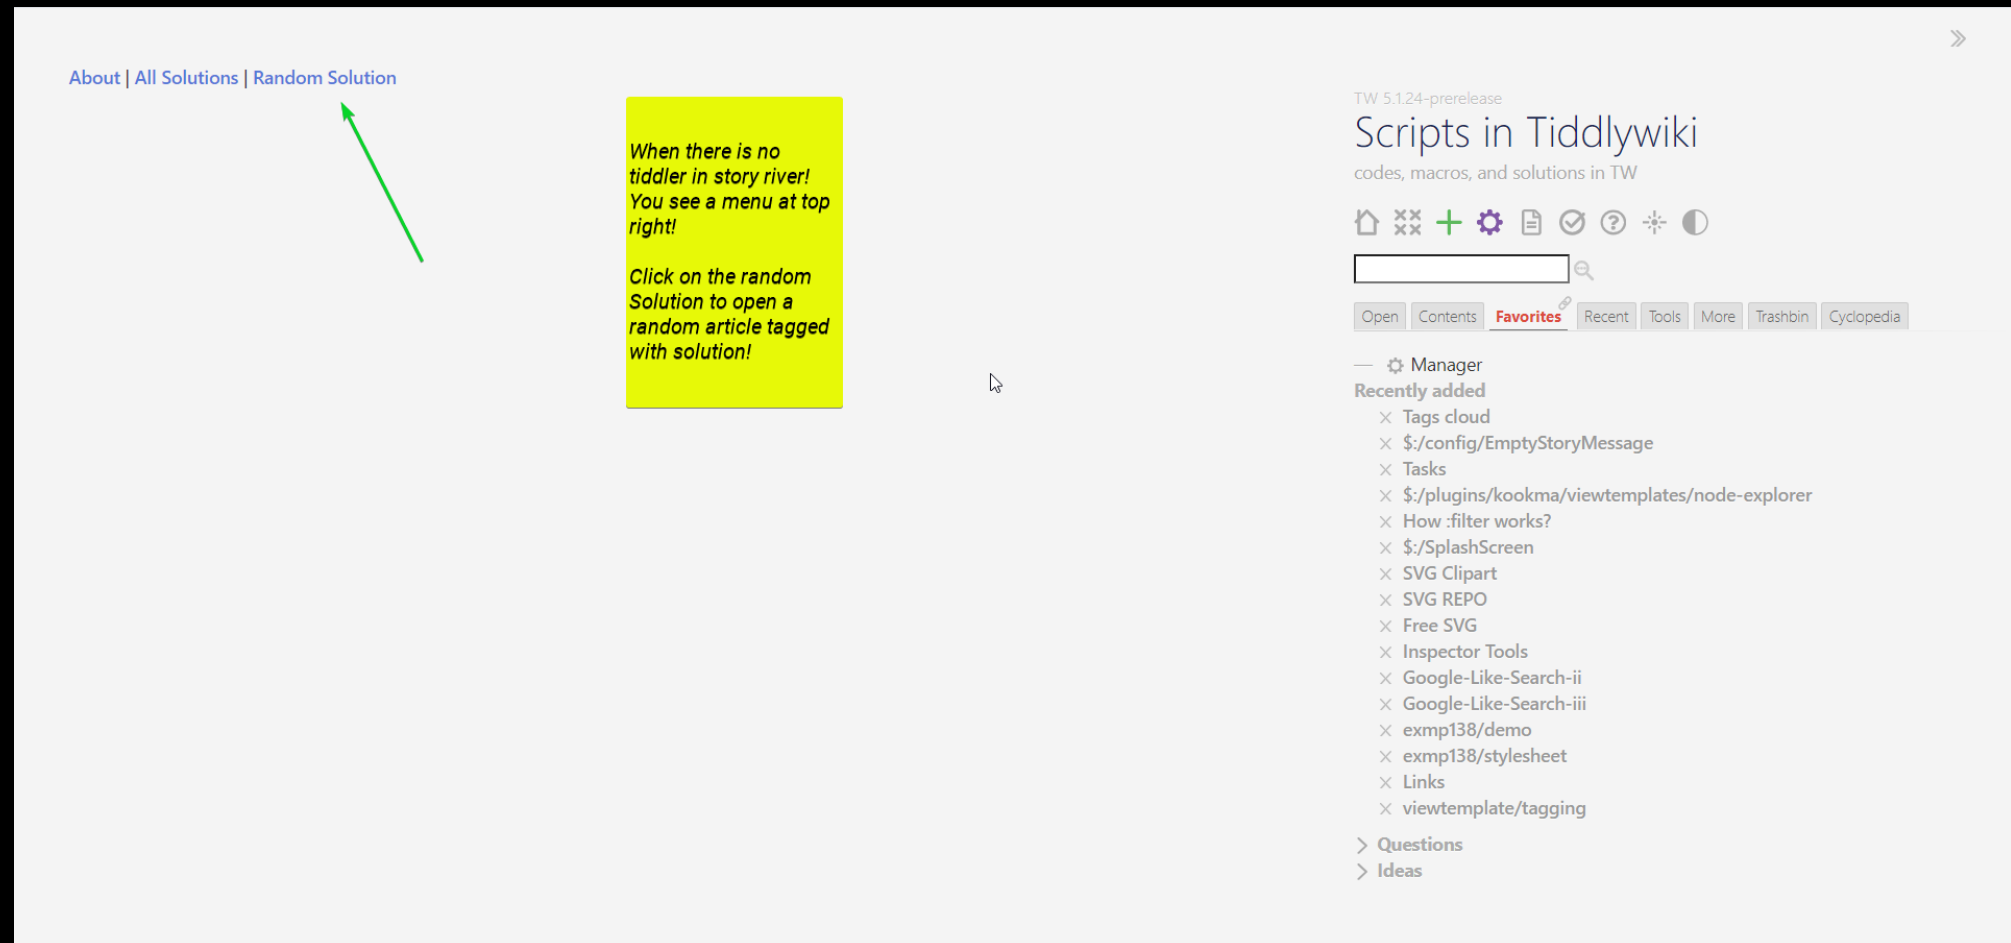 About | All Solutions | Random Solution
When there is no
tiddler in story river!
You see a menu at top
right!
Click on the random
Solution to open a
random article tagged
with solution!
TW 5.1.24-prerelease
Scripts in Tiddlywiki
codes, macros, and solutions in TW
Open Contents Favorites Recent Tools More Trashbin Cyclopedia
Manager
Recently added
Tags cloud
$:/config/EmptyStoryMessage
Tasks
$:/plugins/kookma/viewtemplates/node-explorer
How :filter works?
$:/SplashScreen
SVG Clipart
SVG REPO
Free SVG
Inspector Tools
Google-Like-Search-ii
Google-Like-Search-iii
exmp138/demo
exmp138/stylesheet
Links
viewtemplate/tagging
Questions
Ideas